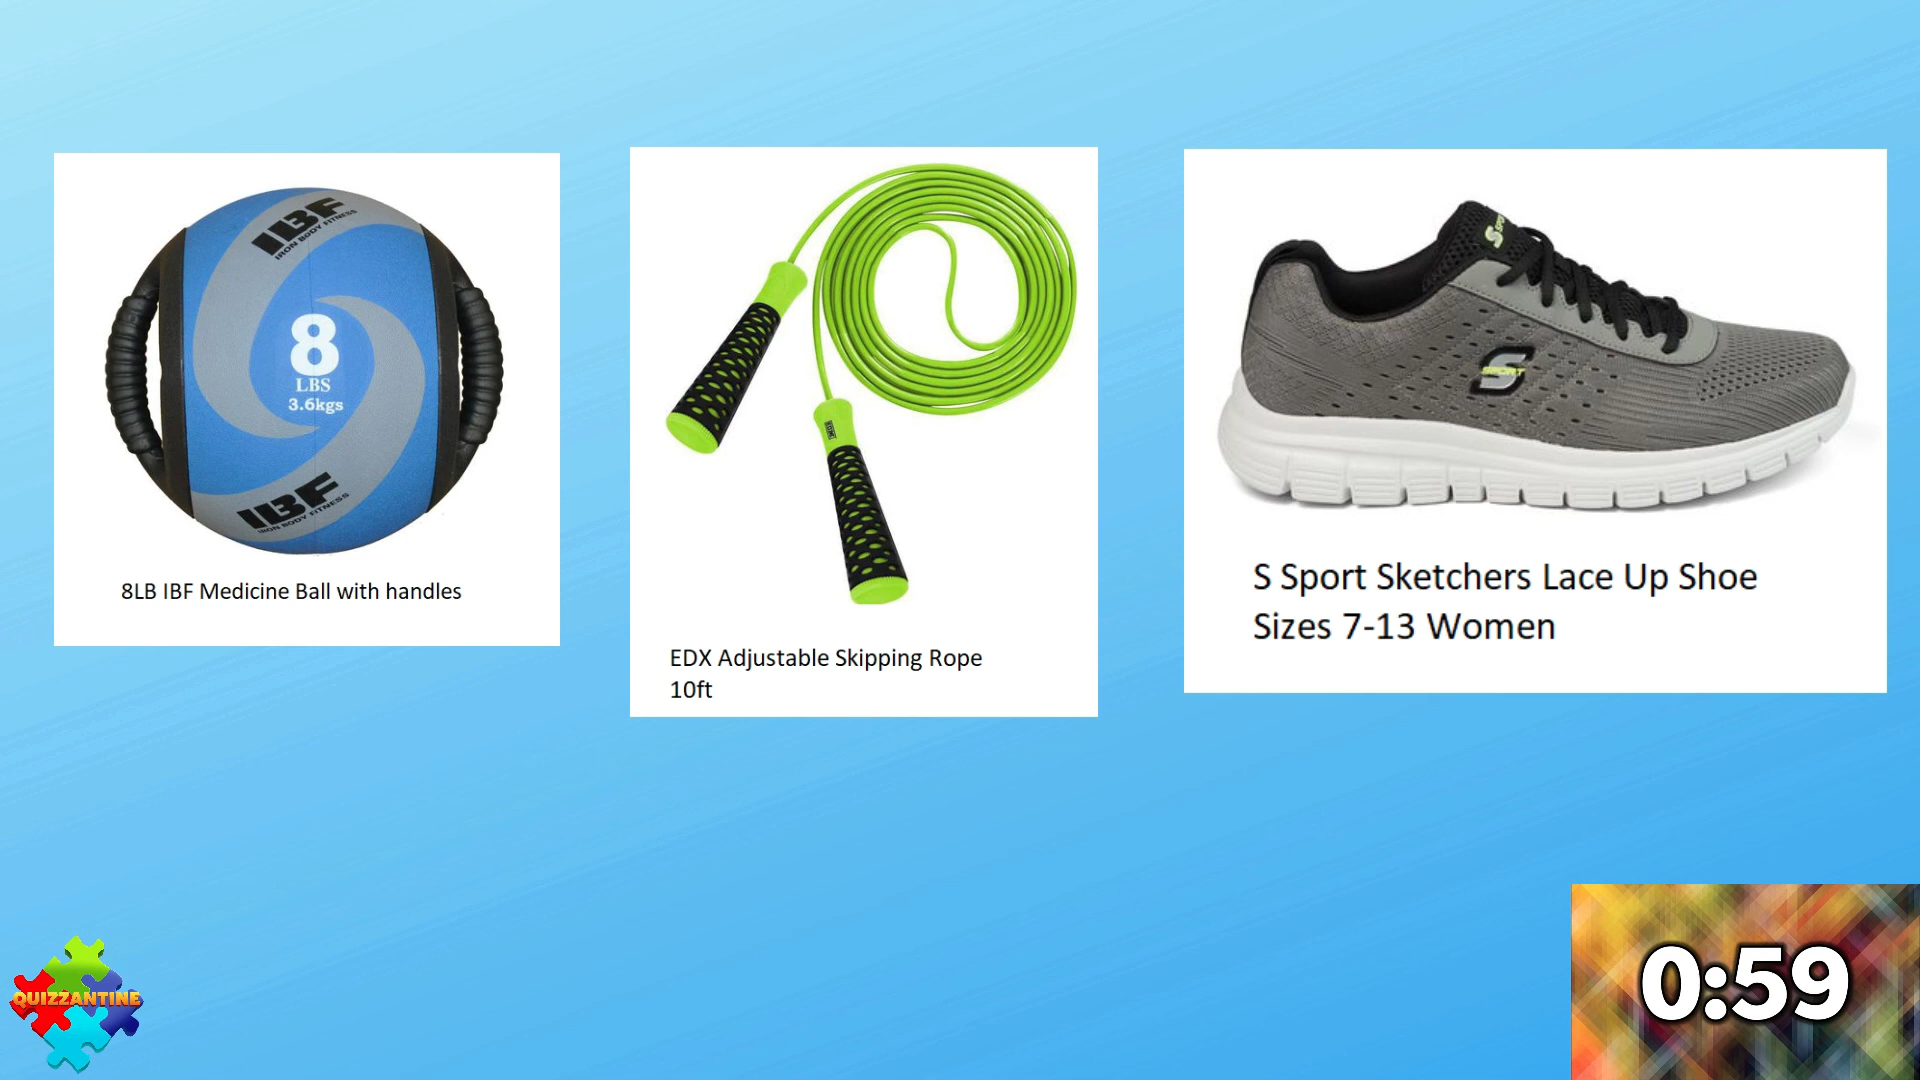 IBF
IRON BODY FITNESS
8
LBS
3.6kgs
IBF
IRON BODY FITNESS
8LB IBF Medicine Ball with handles
EDX Adjustable Skipping Rope
10ft
S
SPORT
S Sport Sketchers Lace Up Shoe
Sizes 7-13 Women
QUIZZANTINE
0:59